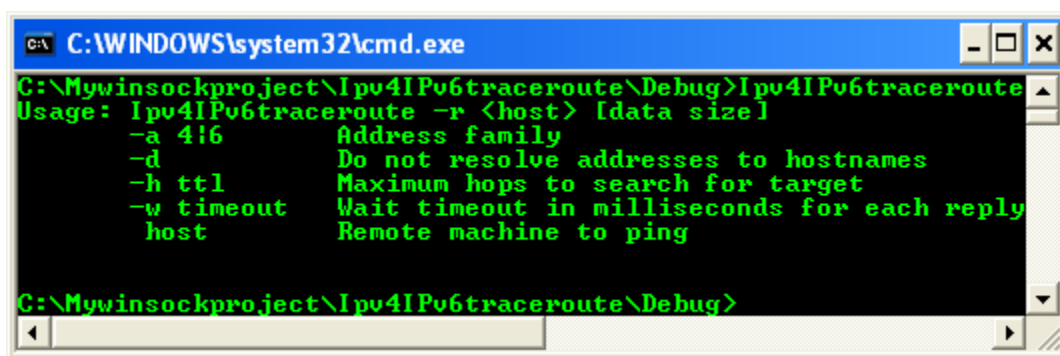 C:\WINDOWS\system32\cmd.exe
C:\Mywinsockproject\Ipv4IPv6traceroute\Debug>Ipv4IPv6traceroute
Usage: Ipv4IPv6traceroute -r <host> [data size]
-a 4|6 Address family
-d Do not resolve addresses to hostnames
-h ttl Maximum hops to search for target
-w timeout Wait timeout in milliseconds for each reply
host Remote machine to ping
C:\Mywinsockproject\Ipv4IPv6traceroute\Debug>